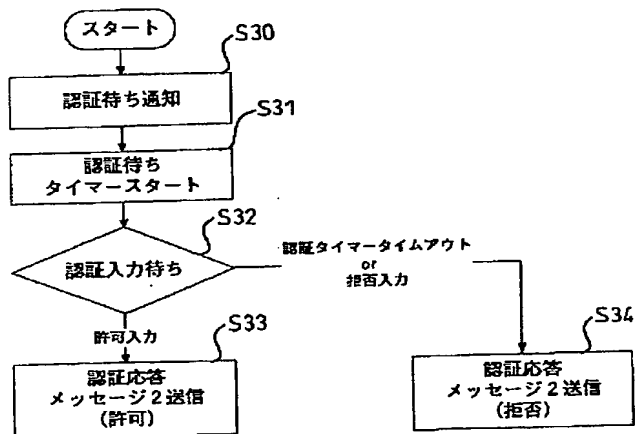 スタート
S30
認証待ち通知
S31
認証待ち
タイマースタート
S32
認証入力待ち
認証タイマータイムアウト
or
拒否入力
許可入力
S33
認証応答
メッセージ2送信
(許可)
S34
認証応答
メッセージ2送信
(拒否)